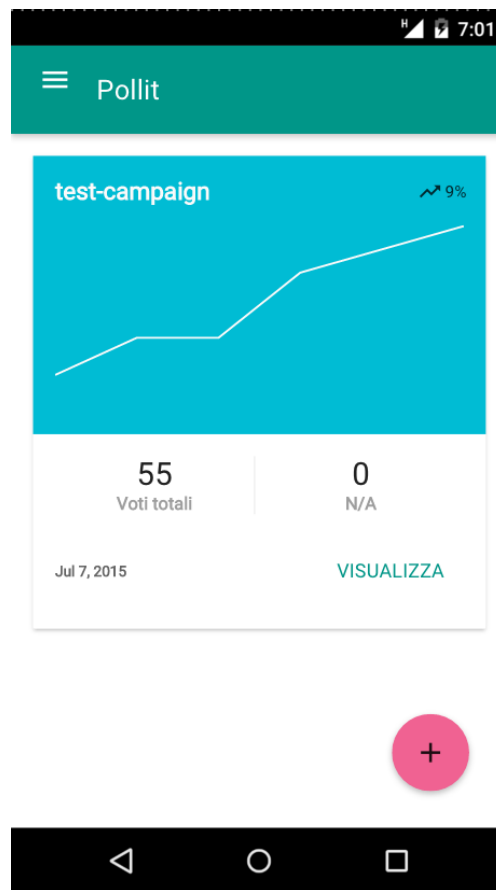 H 7:01
Pollit
test-campaign 9%
55 0
Voti totali N/A
Jul 7, 2015 VISUALIZZA
+